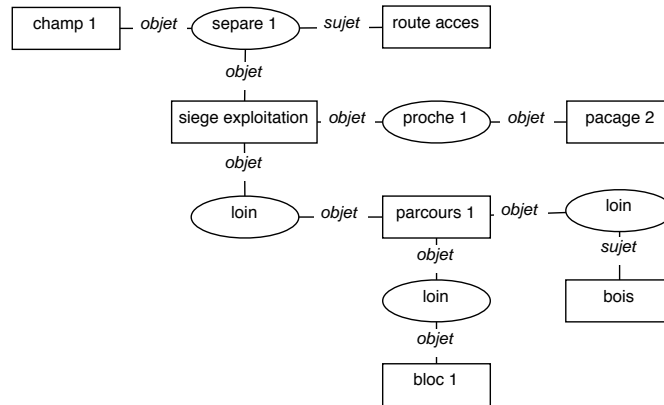 champ 1 objet separe 1 sujet route acces
objet
siege exploitation objet proche 1 objet pacage 2
objet
loin objet parcours 1 objet loin
objet sujet
loin bois
objet
bloc 1